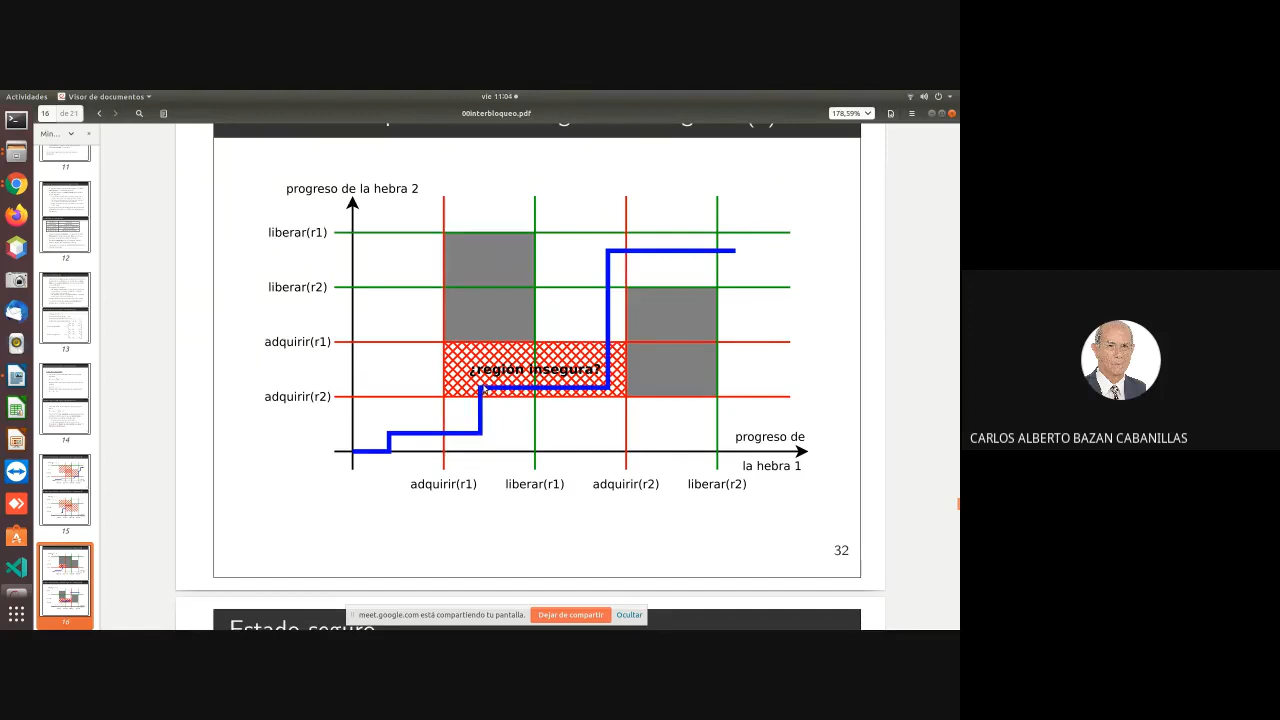 Actividades
Visor de documentos
vie 11:04
16
de 21
00interbloqueo.pdf
178,59%
Min...
11
12
13
14
15
16
progreso de la hebra 2
liberar(r1)
liberar(r2)
adquirir(r1)
adquirir(r2)
¿región insegura?
progreso de
la hebra 1
adquirir(r1)
liberar(r1)
adquirir(r2)
liberar(r2)
32
meet.google.com está compartiendo tu pantalla.
Dejar de compartir
Ocultar
Estado seguro
CARLOS ALBERTO BAZAN CABANILLAS